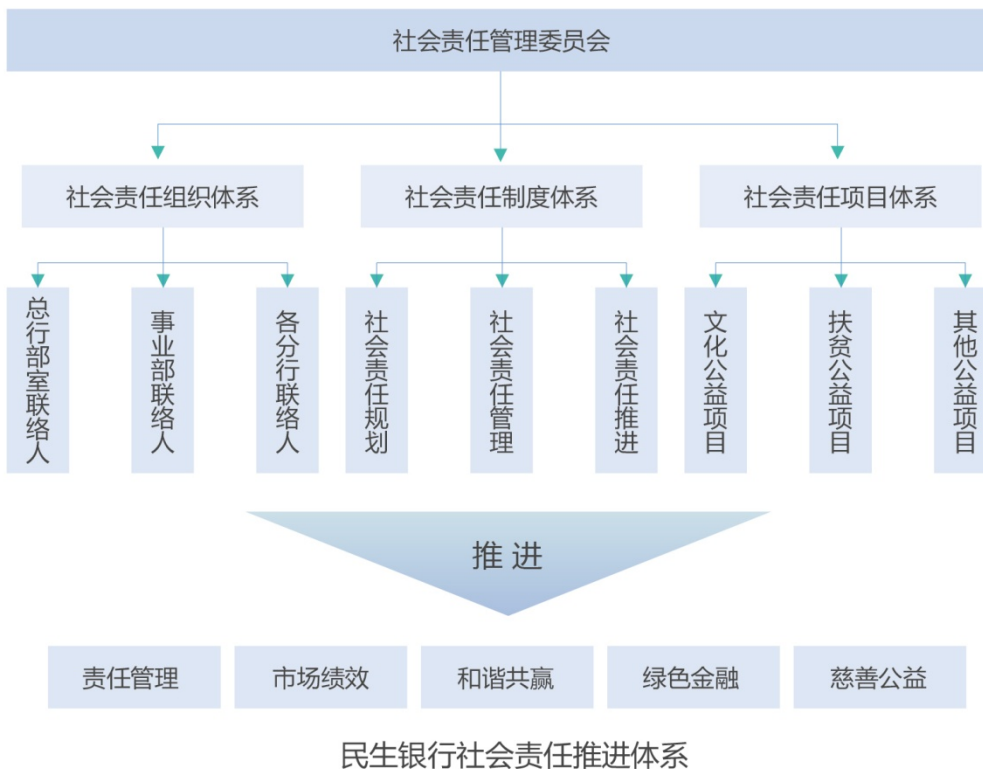 社会责任管理委员会
社会责任组织体系
社会责任制度体系
社会责任项目体系
总行部室联络人
事业部联络人
各分行联络人
社会责任规划
社会责任管理
社会责任推进
文化公益项目
扶贫公益项目
其他公益项目
推进
责任管理
市场绩效
和谐共赢
绿色金融
慈善公益
民生银行社会责任推进体系